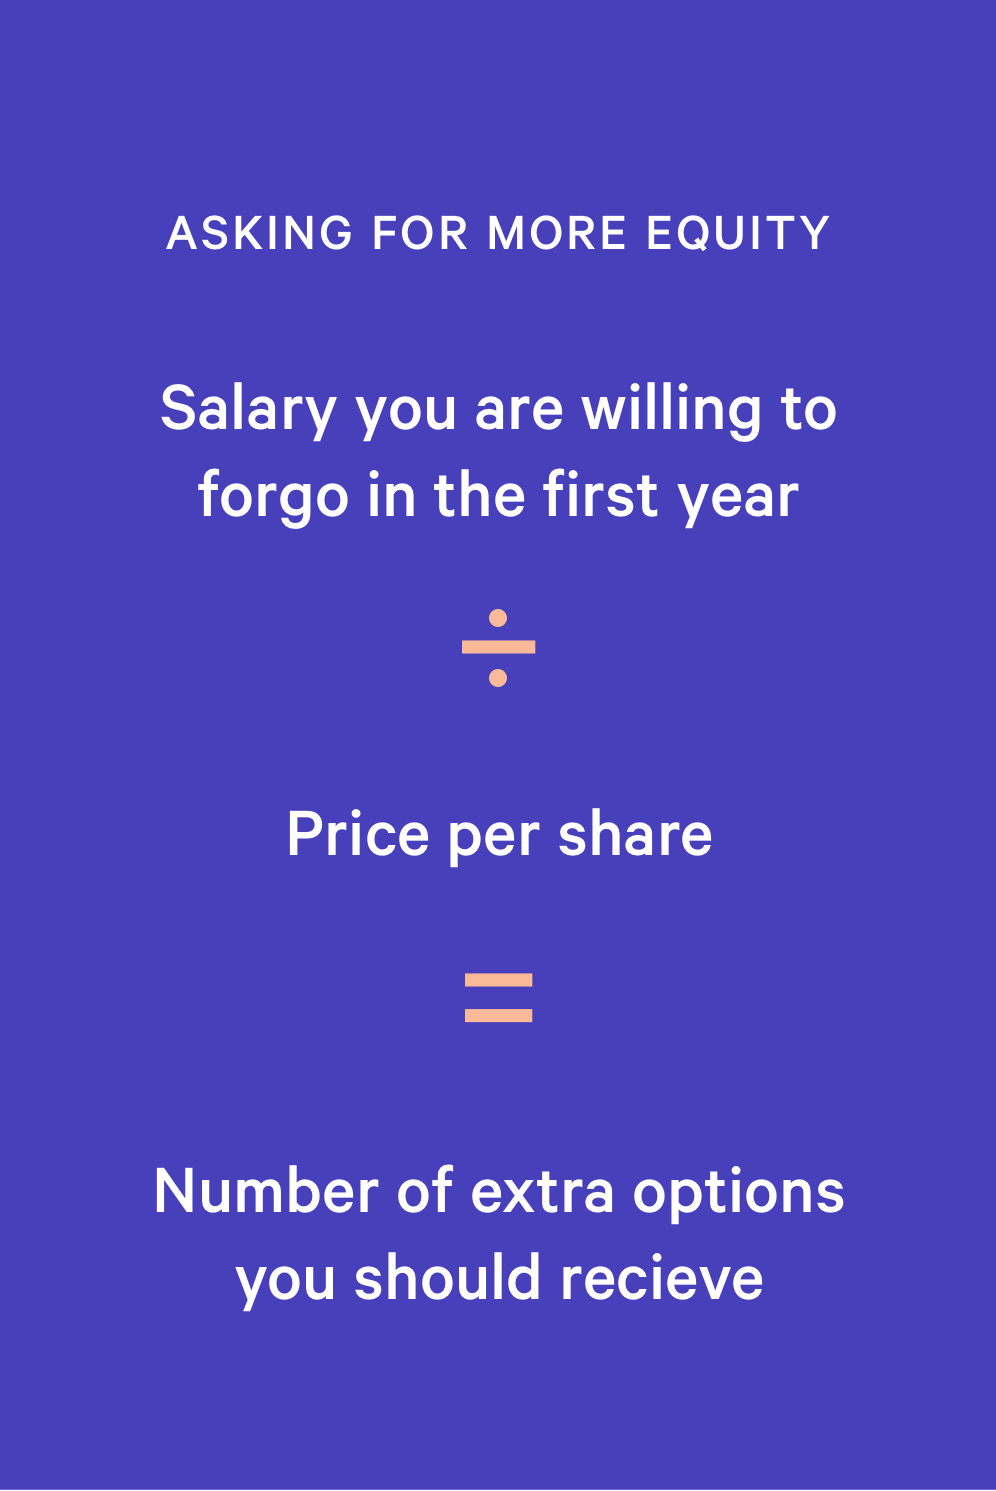 ASKING FOR MORE EQUITY
Salary you are willing to
forgo in the first year
÷
Price per share
=
Number of extra options
you should recieve